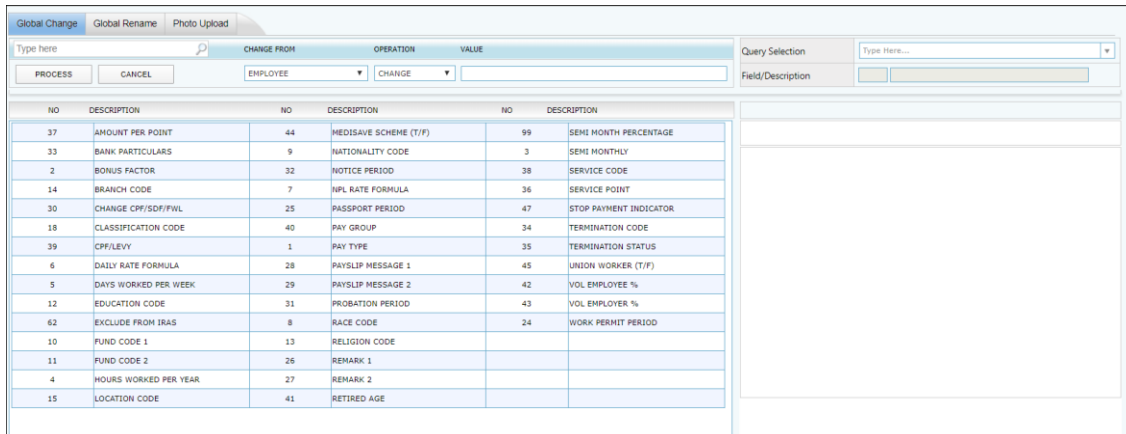 Global Change Global Rename Photo Upload
Type here CHANGE FROM OPERATION VALUE
PROCESS CANCEL EMPLOYEE CHANGE
Query Selection Type Here...
Field/Description
NO DESCRIPTION NO DESCRIPTION NO DESCRIPTION
37 AMOUNT PER POINT 44 MEDISAVE SCHEME (T/F) 99 SEMI MONTH PERCENTAGE
33 BANK PARTICULARS 9 NATIONALITY CODE 3 SEMI MONTHLY
2 BONUS FACTOR 32 NOTICE PERIOD 38 SERVICE CODE
14 BRANCH CODE 7 NPL RATE FORMULA 36 SERVICE POINT
30 CHANGE CPF/SDF/FWL 25 PASSPORT PERIOD 47 STOP PAYMENT INDICATOR
18 CLASSIFICATION CODE 40 PAY GROUP 34 TERMINATION CODE
39 CPF/LEVY 1 PAY TYPE 35 TERMINATION STATUS
6 DAILY RATE FORMULA 28 PAYSLIP MESSAGE 1 45 UNION WORKER (T/F)
5 DAYS WORKED PER WEEK 29 PAYSLIP MESSAGE 2 42 VOL EMPLOYEE %
12 EDUCATION CODE 31 PROBATION PERIOD 43 VOL EMPLOYER %
62 EXCLUDE FROM IRAS 8 RACE CODE 24 WORK PERMIT PERIOD
10 FUND CODE 1 13 RELIGION CODE
11 FUND CODE 2 26 REMARK 1
4 HOURS WORKED PER YEAR 27 REMARK 2
15 LOCATION CODE 41 RETIRED AGE